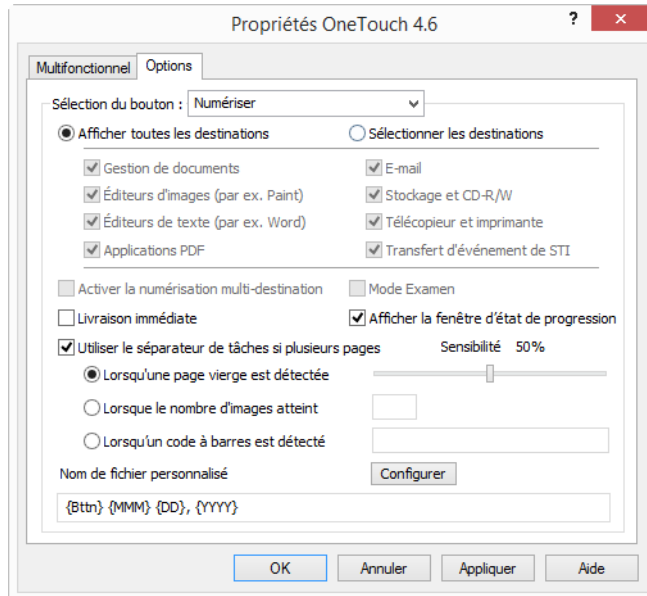 Propriétés OneTouch 4.6
Multifonctionnel Options
Sélection du bouton : Numériser
Afficher toutes les destinations Sélectionner les destinations
Gestion de documents E-mail
Éditeurs d'images (par ex. Paint) Stockage et CD-R/W
Éditeurs de texte (par ex. Word) Télécopieur et imprimante
Applications PDF Transfert d'événement de STI
Activer la numérisation multi-destination Mode Examen
Livraison immédiate Afficher la fenêtre d'état de progression
Utiliser le séparateur de tâches si plusieurs pages Sensibilité 50%
Lorsqu'une page vierge est détectée
Lorsque le nombre d'images atteint
Lorsqu'un code à barres est détecté
Nom de fichier personnalisé Configurer
{Bttn} {MMM} {DD}, {YYYY}
OK Annuler Appliquer Aide